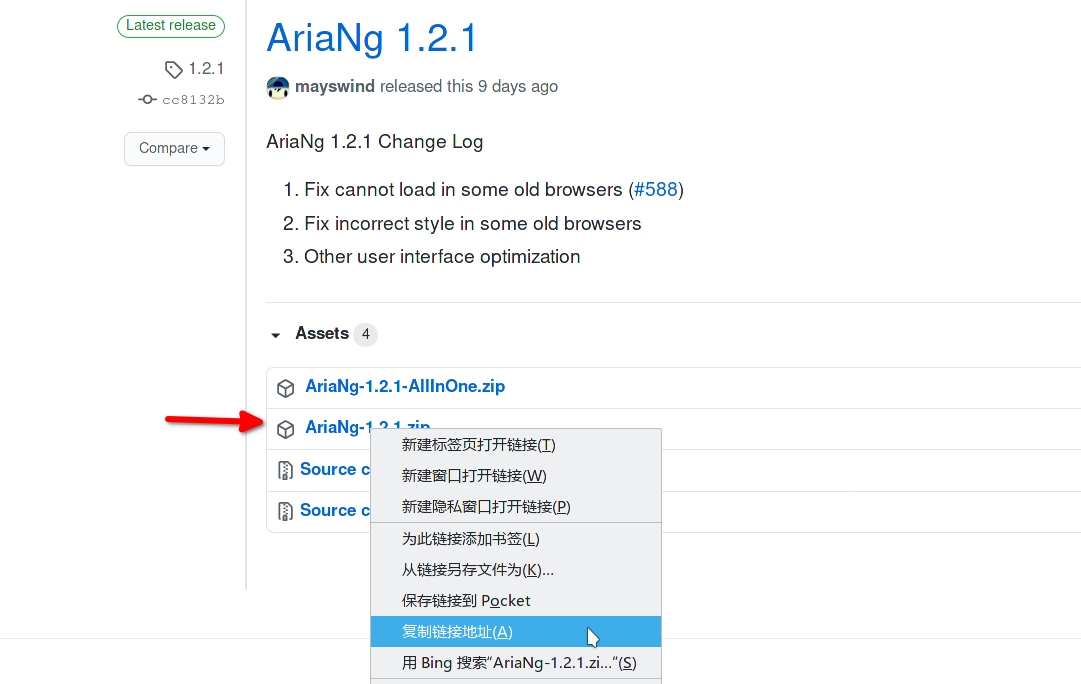 Latest release
1.2.1
cc8132b
Compare
AriaNg 1.2.1
mayswind released this 9 days ago
AriaNg 1.2.1 Change Log
1. Fix cannot load in some old browsers (#588)
2. Fix incorrect style in some old browsers
3. Other user interface optimization
Assets 4
AriaNg-1.2.1-AllInOne.zip
AriaNg-1.2.1.zip
Source c
Source c
新建标签页打开链接(T)
新建窗口打开链接(W)
新建隐私窗口打开链接(P)
为此链接添加书签(L)
从链接另存文件为(K)...
保存链接到 Pocket
复制链接地址(A)
用 Bing 搜索“AriaNg-1.2.1.zi...“(S)